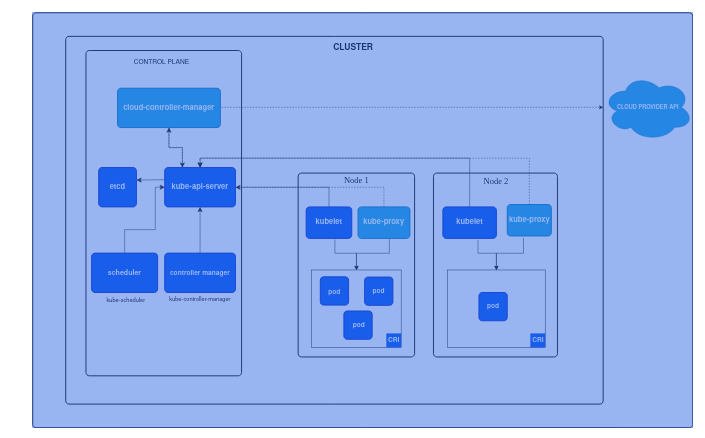 CLUSTER
CONTROL PLANE
cloud-controller-manager
CLOUD PROVIDER API
etcd
kube-api-server
scheduler
controller manager
kube-scheduler
kube-controller-manager
Node 1
kubelet
kube-proxy
pod
pod
pod
CRI
Node 2
kubelet
kube-proxy
pod
CRI